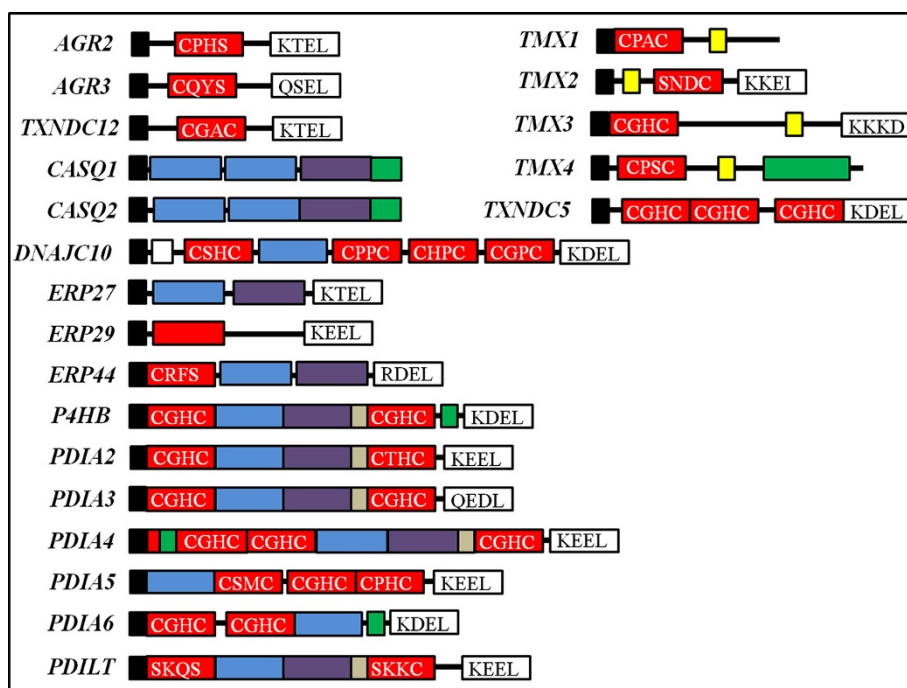 AGR2 CPHS KTEL
AGR3 CQYS QSEL
TXNDC12 CGAC KTEL
CASQ1
CASQ2
DNAJC10 CSHC CPPC CHPC CGPC KDEL
ERP27 KTEL
ERP29 KEEL
ERP44 CRFS RDEL
P4HB CGHC CGHC KDEL
PDIA2 CGHC CTHC KEEL
PDIA3 CGHC CGHC QEDL
PDIA4 CGHC CGHC CGHC KEEL
PDIA5 CSMC CGHC CPHC KEEL
PDIA6 CGHC CGHC KDEL
PDILT SKQS SKKC KEEL
TMX1 CPAC
TMX2 SNDC KKEI
TMX3 CGHC KKKD
TMX4 CPSC
TXNDC5 CGHC CGHC CGHC KDEL